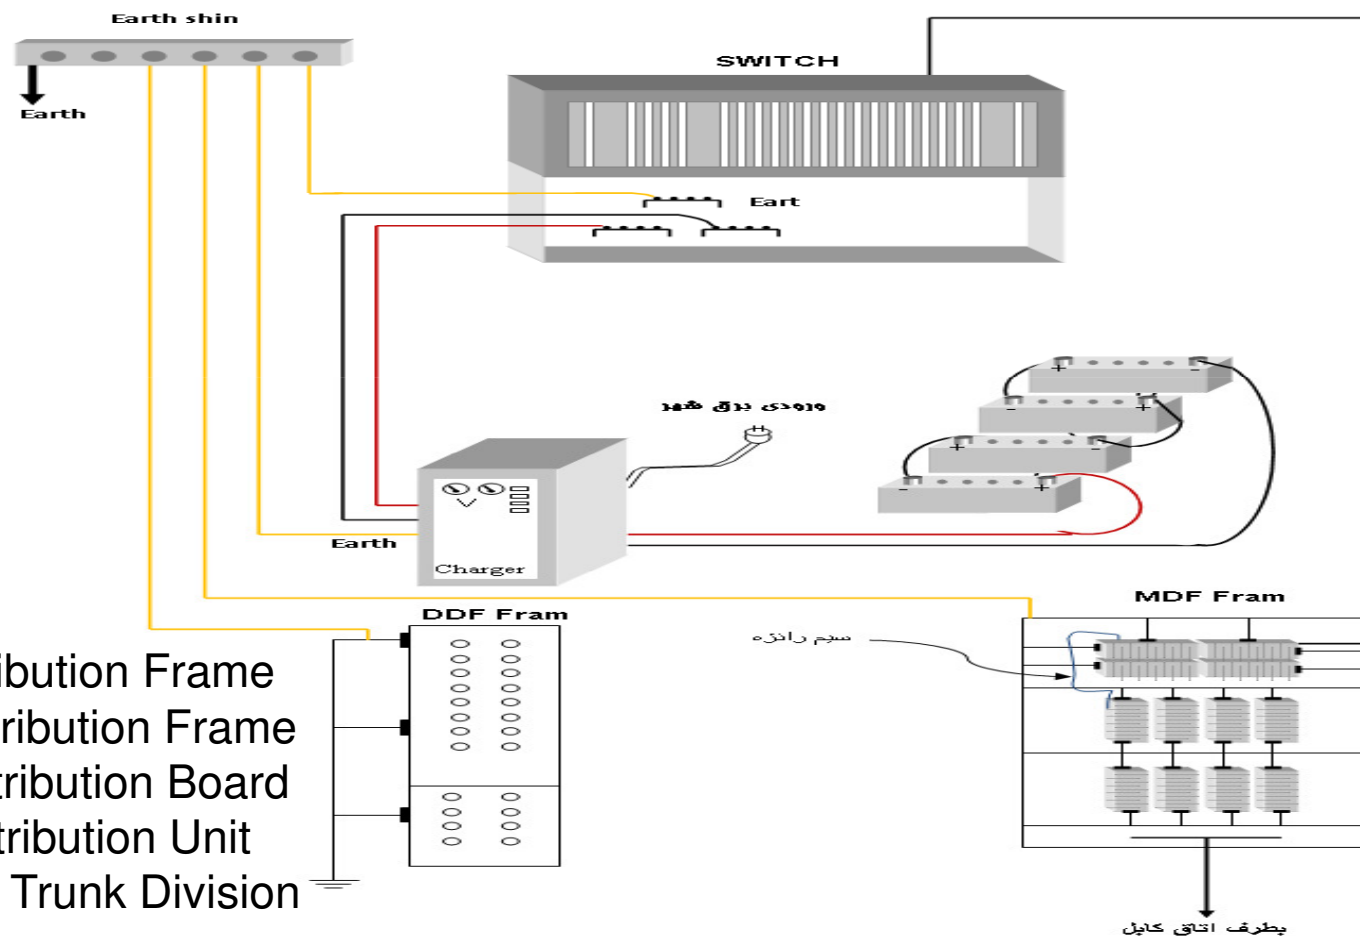 Earth shin
SWITCH
Earth
Eart
ورودی برق شهر
+
-
-
+
+
-
-
+
Earth
Charger
DDF Fram
MDF Fram
سیم رانژه
ibution Frame
ribution Frame
tribution Board
tribution Unit
Trunk Division
بطرف اتاق کابل